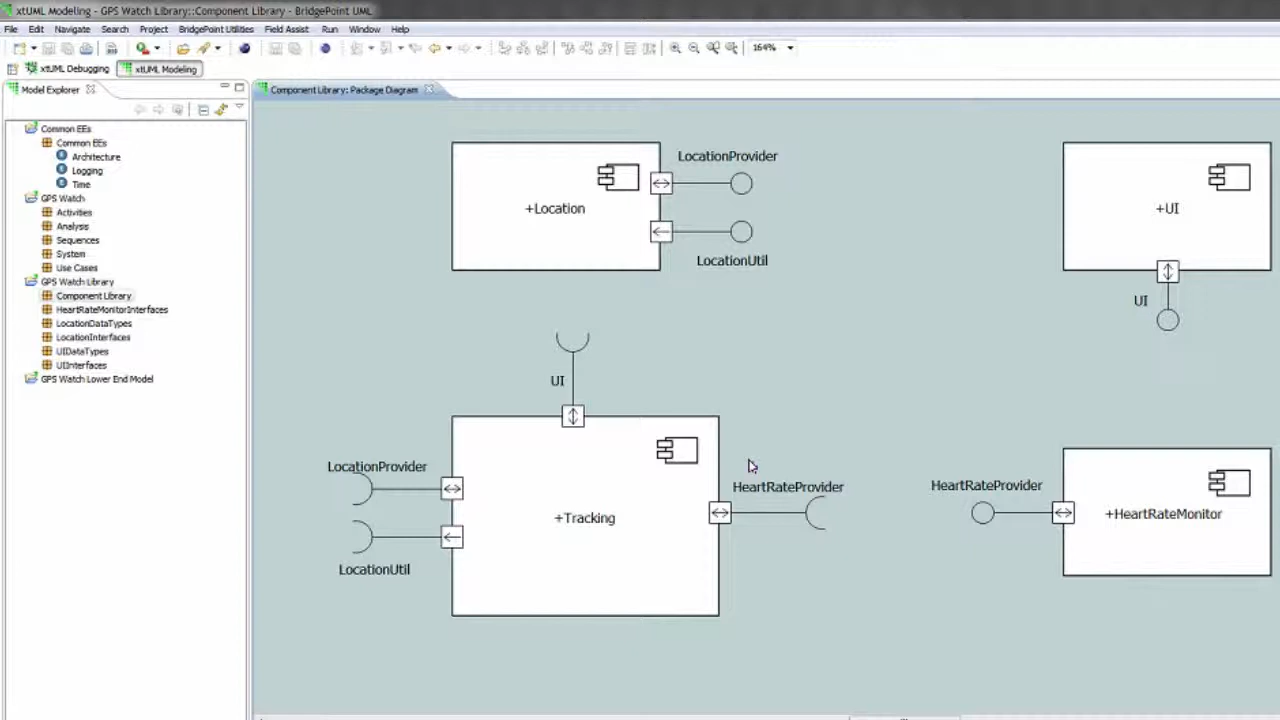 xtUML Modeling - GPS Watch Library::Component Library - BridgePoint UML
File Edit Navigate Search Project BridgePoint Utilities Field Assist Run Window Help
164%
xtUML Debugging xtUML Modeling
Model Explorer
Component Library: Package Diagram
Common EEs
Common EEs
Architecture
Logging
Time
GPS Watch
Activities
Analysis
Sequences
System
Use Cases
GPS Watch Library
Component Library
HeartRateMonitorInterfaces
LocationDataTypes
LocationInterfaces
UIDataTypes
UIInterfaces
GPS Watch Lower End Model
LocationProvider
+Location
LocationUtil
+UI
UI
UI
LocationProvider
HeartRateProvider
+Tracking
LocationUtil
HeartRateProvider
+HeartRateMonitor